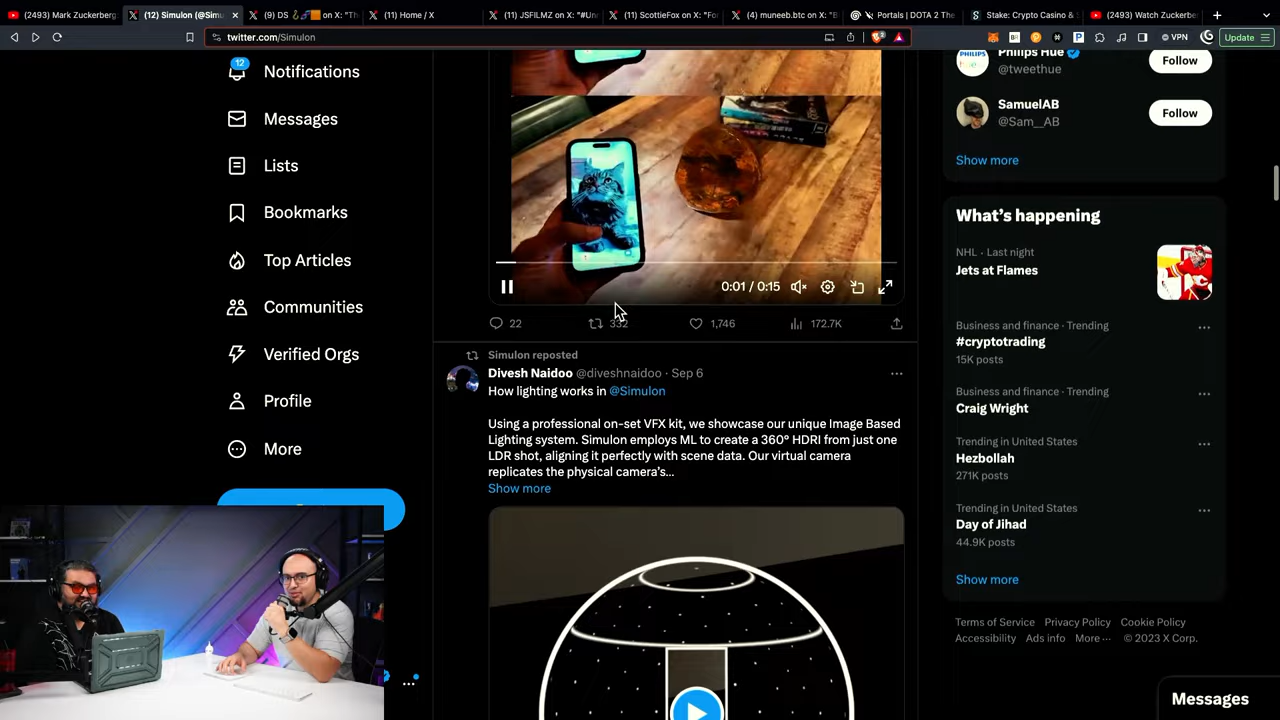 (2493) Mark Zuckerberg
(12) Simulon (@Simu
(9) DS
on X: "Th
(11) Home / X
(11) JSFILMZ on X: "#Un
(11) ScottieFox on X: "Fo
(4) muneeb.btc on X: "B
Portals | DOTA 2 The
Stake: Crypto Casino &
(2493) Watch Zuckerbe
twitter.com/Simulon
VPN
Update
12
Notifications
Messages
Lists
Bookmarks
Top Articles
Communities
Verified Orgs
Profile
More
0:01 / 0:15
22
332
1,746
172.7K
Simulon reposted
Divesh Naidoo @diveshnaidoo · Sep 6
How lighting works in @Simulon
Using a professional on-set VFX kit, we showcase our unique Image Based
Lighting system. Simulon employs ML to create a 360° HDRI from just one
LDR shot, aligning it perfectly with scene data. Our virtual camera
replicates the physical camera's...
Show more
Philips Hue
@tweethue
Follow
PHILIPS
SamuelAB
@Sam__AB
Follow
Show more
What's happening
NHL · Last night
Jets at Flames
Business and finance · Trending
#cryptotrading
15K posts
Business and finance · Trending
Craig Wright
Trending in United States
Hezbollah
271K posts
Trending in United States
Day of Jihad
44.9K posts
Show more
Terms of Service Privacy Policy Cookie Policy
Accessibility Ads info More ··· © 2023 X Corp.
Messages